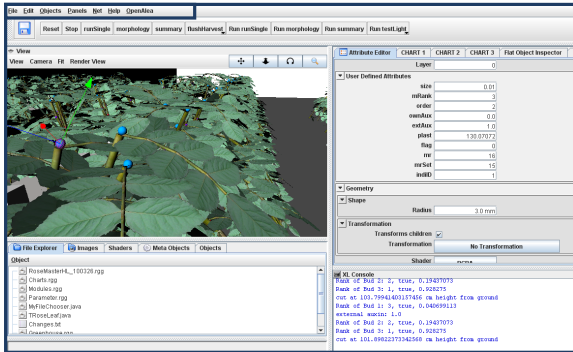 File Edit Objects Panels Net Help OpenAlea
Reset Stop runSingle morphology summary flushHarvest Run runSingle Run morphology Run summary Run testLight
View
View Camera Fit Render View
File Explorer Images Shaders Meta Objects Objects
Object
RoseMasterHL_100326.rgg
Charts.rgg
Modules.rgg
Parameter.rgg
MyFileChooser.java
TRoseLeaf.java
Changes.txt
Greenhouse.rgg
Attribute Editor CHART 1 CHART 2 CHART 3 Flat Object Inspector
Layer 0
User Defined Attributes
size 0.01
mRank 3
order 2
ownAux 0.0
extAux 1.0
plast 130.07072
flag 0
mr 16
mrSet 15
indiID 1
Geometry
Shape
Radius 3.0 mm
Transformation
Transforms children
Transformation No Transformation
Shader RGBA
XL Console
Rank of Bud 2: 2, true, 0.19437073
Rank of Bud 3: 1, true, 0.928275
cut at 103.79941403157456 cm height from ground
Rank of Bud 1: 3, true, 0.040699113
external auxin: 1.0
Rank of Bud 2: 2, true, 0.19437073
Rank of Bud 3: 1, true, 0.928275
cut at 101.89822373342568 cm height from ground